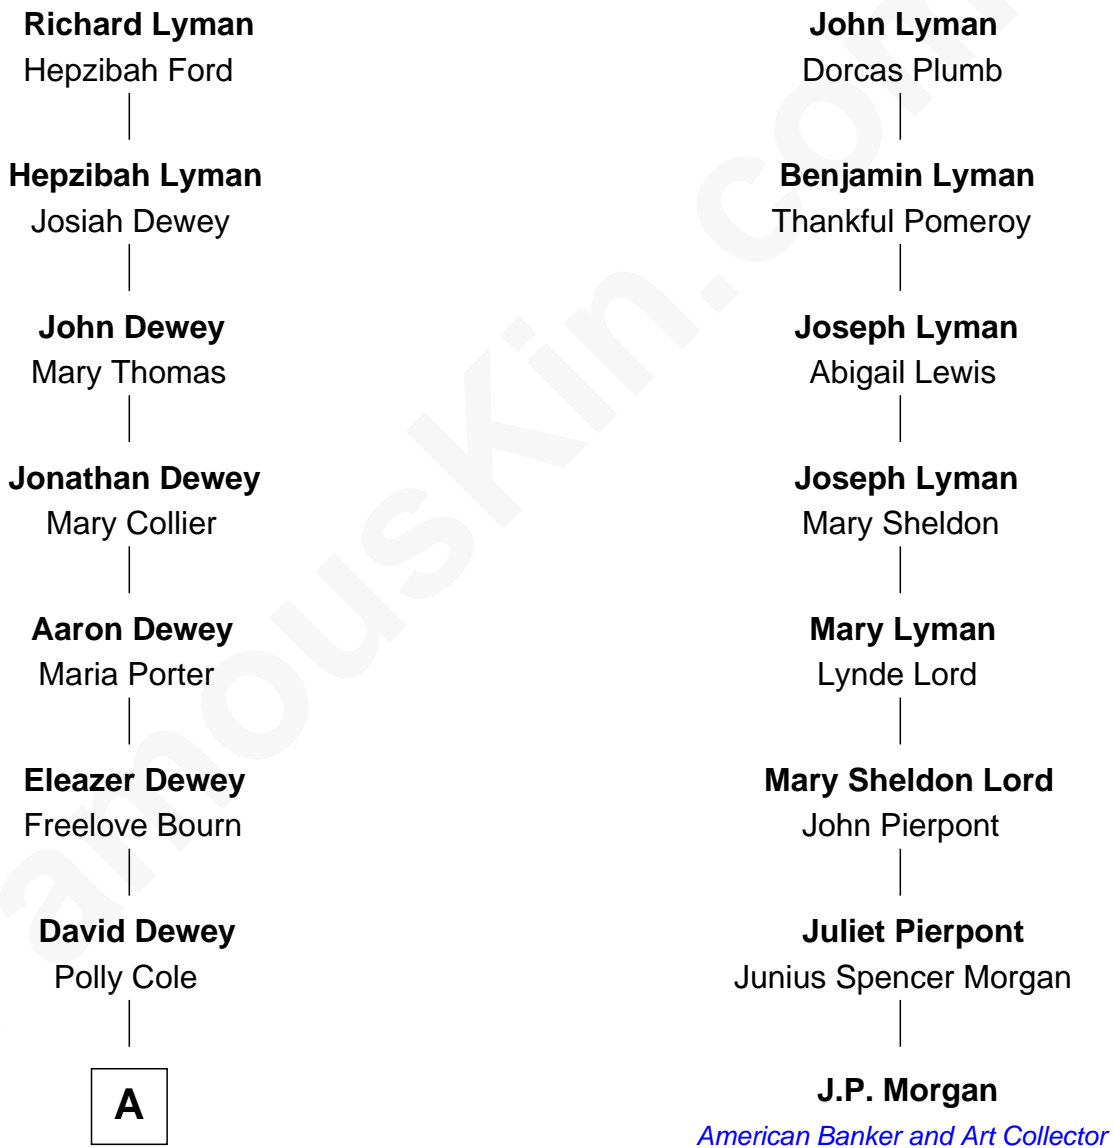 Richard Lyman
Hepzibah Ford
Hepzibah Lyman
Josiah Dewey
John Dewey
Mary Thomas
Jonathan Dewey
Mary Collier
Aaron Dewey
Maria Porter
Eleazer Dewey
Freelove Bourn
David Dewey
Polly Cole
A
John Lyman
Dorcas Plumb
Benjamin Lyman
Thankful Pomeroy
Joseph Lyman
Abigail Lewis
Joseph Lyman
Mary Sheldon
Mary Lyman
Lynde Lord
Mary Sheldon Lord
John Pierpont
Juliet Pierpont
Junius Spencer Morgan
J.P. Morgan
American Banker and Art Collector
amouskin.com